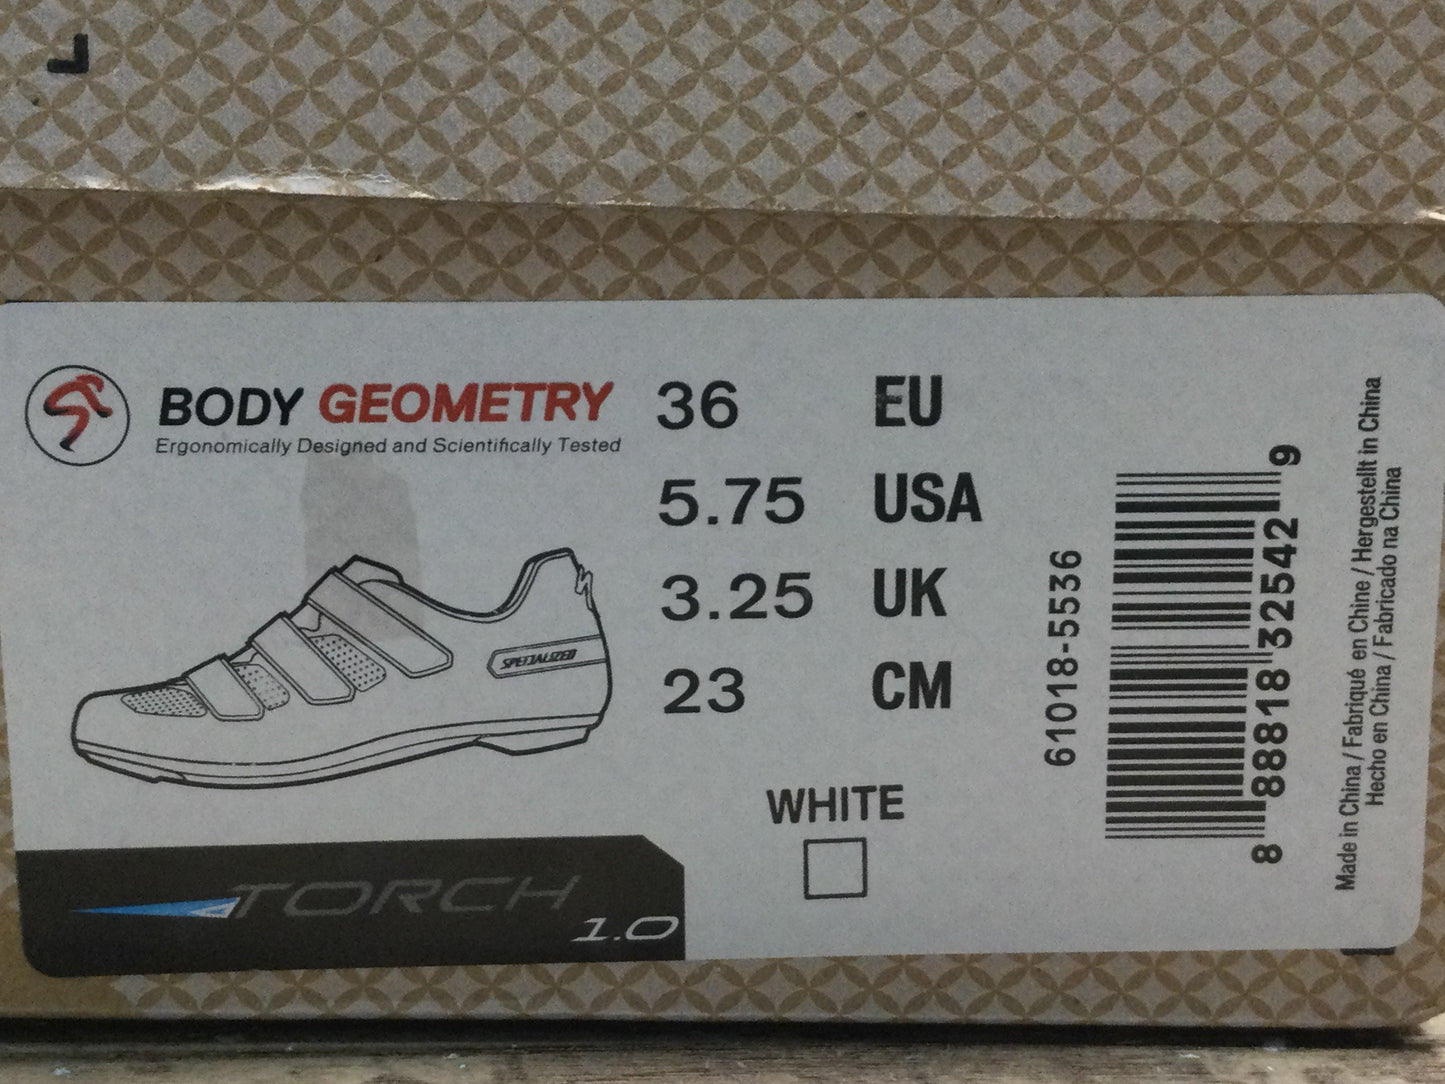 BODY GEOMETRY
Ergonomically Designed and Scientifically Tested
36 EU
5.75 USA
3.25 UK
23 CM
WHITE
SPECIALIZED
TORCH
1.0
61018-5536
8 88818 32542 9
Made in China / Fabriqué en Chine / Hergestellt in China
Hecho en China / Fabricado na China